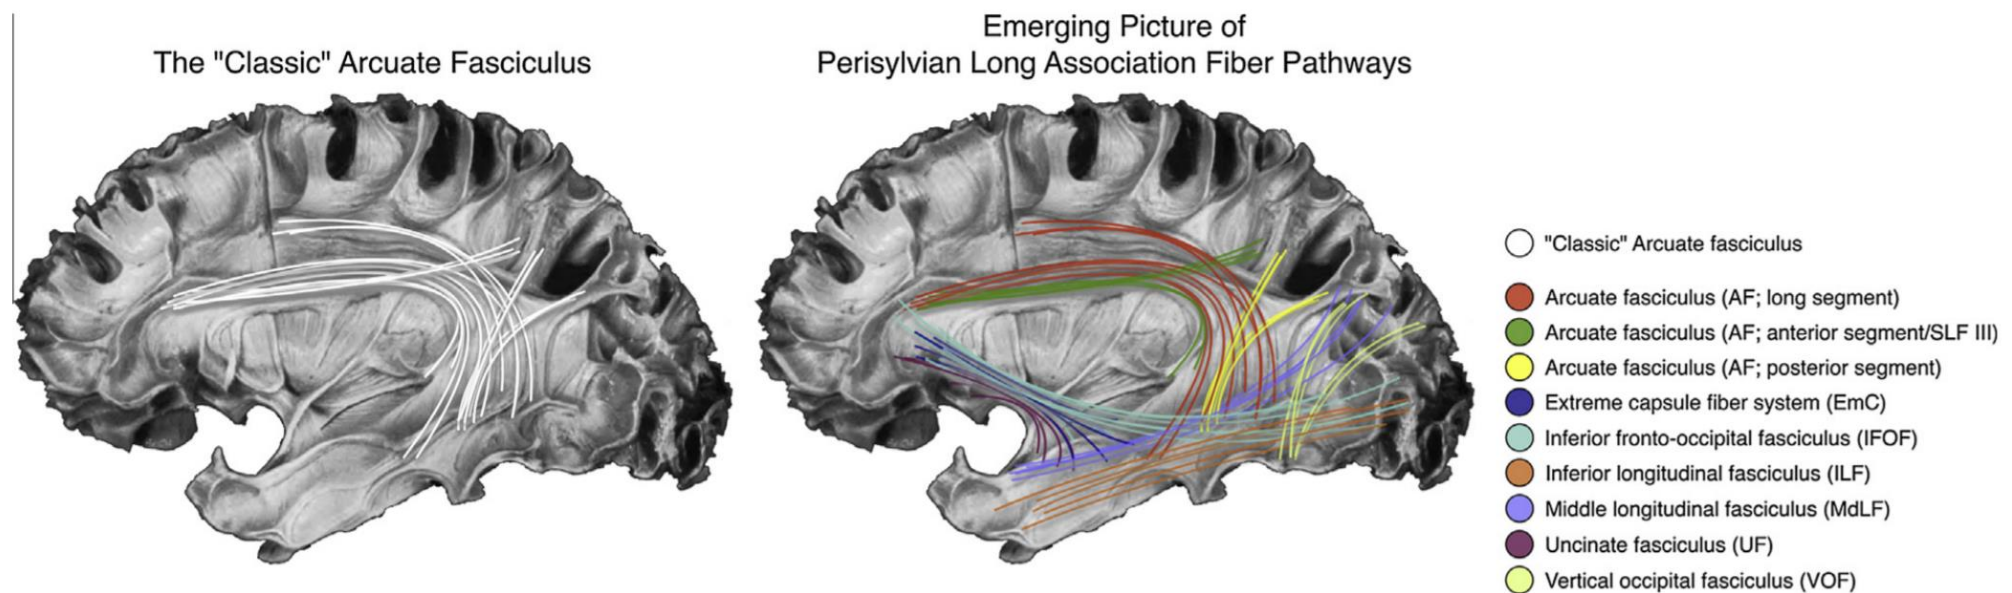 The "Classic" Arcuate Fasciculus
Emerging Picture of
Perisylvian Long Association Fiber Pathways
"Classic" Arcuate fasciculus
Arcuate fasciculus (AF; long segment)
Arcuate fasciculus (AF; anterior segment/SLF III)
Arcuate fasciculus (AF; posterior segment)
Extreme capsule fiber system (EmC)
Inferior fronto-occipital fasciculus (IFOF)
Inferior longitudinal fasciculus (ILF)
Middle longitudinal fasciculus (MdLF)
Uncinate fasciculus (UF)
Vertical occipital fasciculus (VOF)